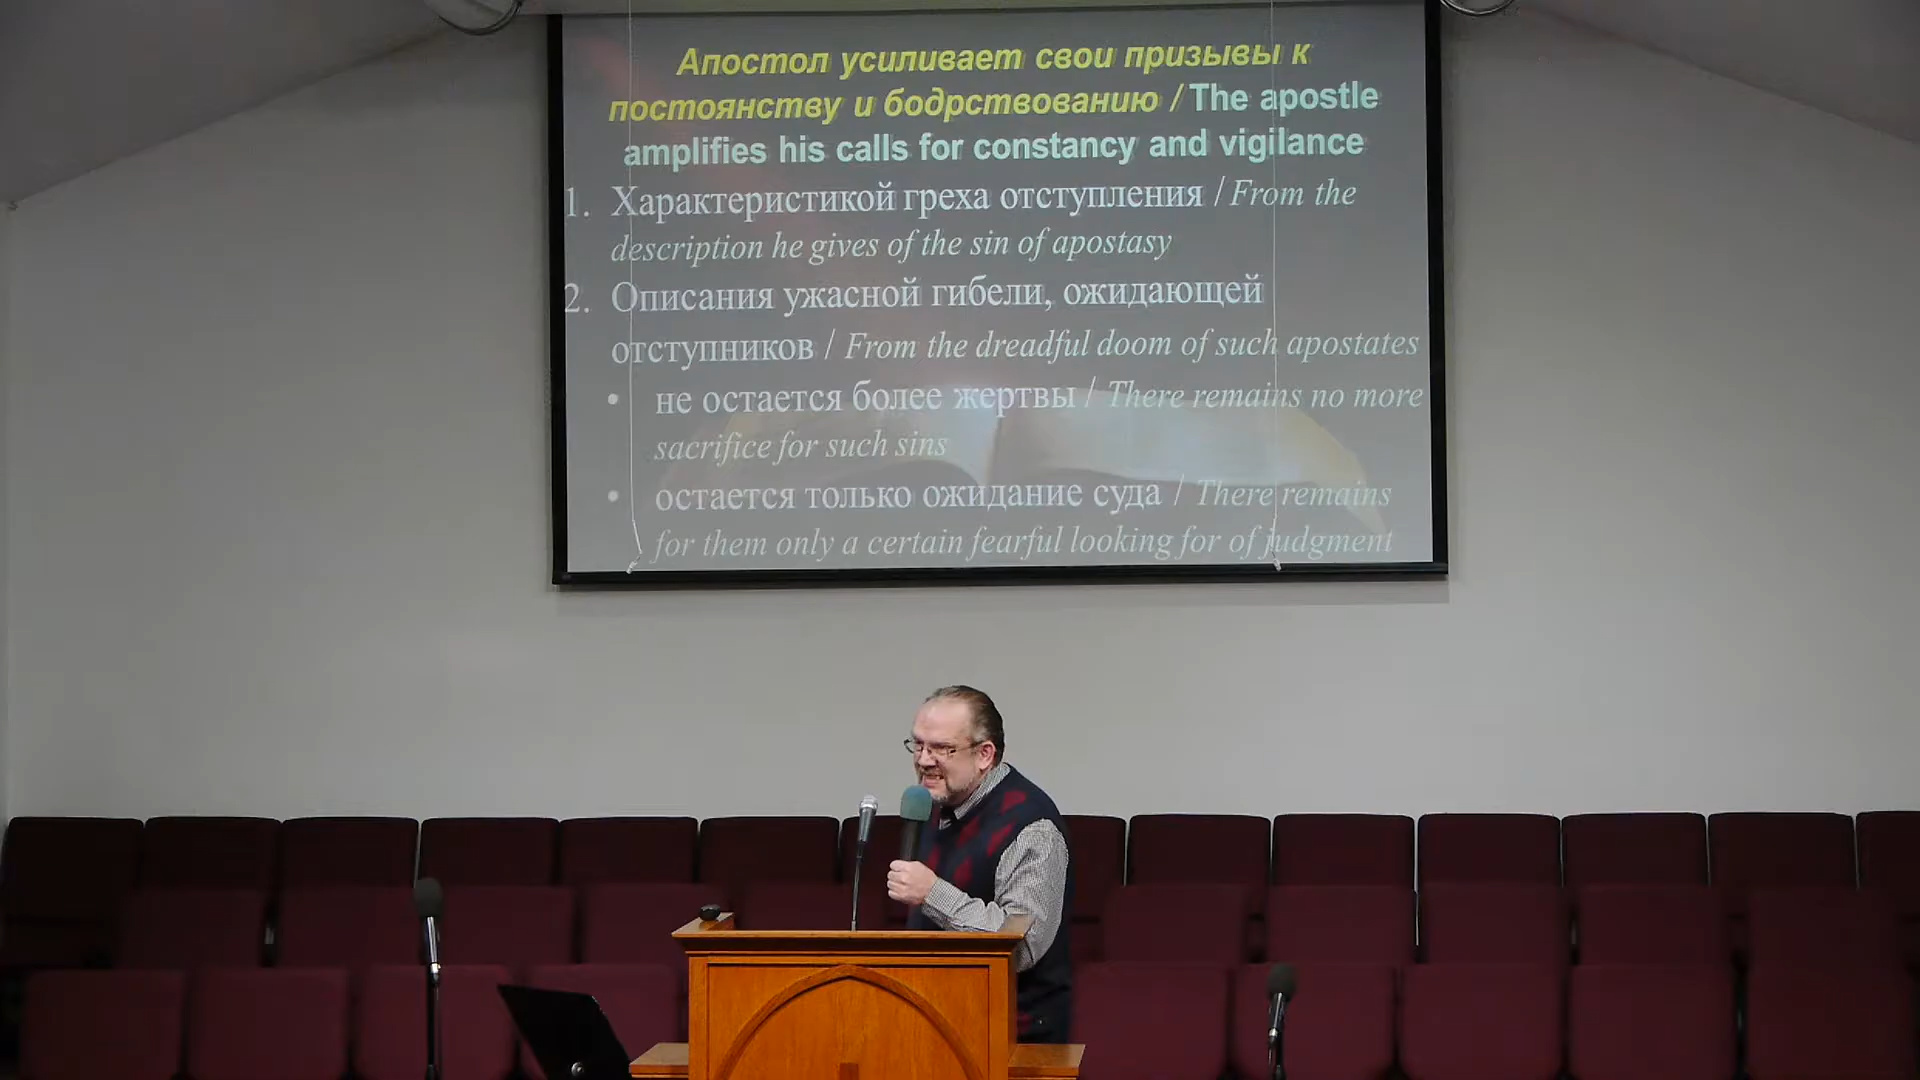 Апостол усиливает свои призывы к
постоянству и бодрствованию / The apostle
amplifies his calls for constancy and vigilance
1. Характеристикой греха отступления / From the
description he gives of the sin of apostasy
2. Описания ужасной гибели, ожидающей
отступников / From the dreadful doom of such apostates
• не остается более жертвы / There remains no more
sacrifice for such sins
• остается только ожидание суда / There remains
for them only a certain fearful looking for of judgment